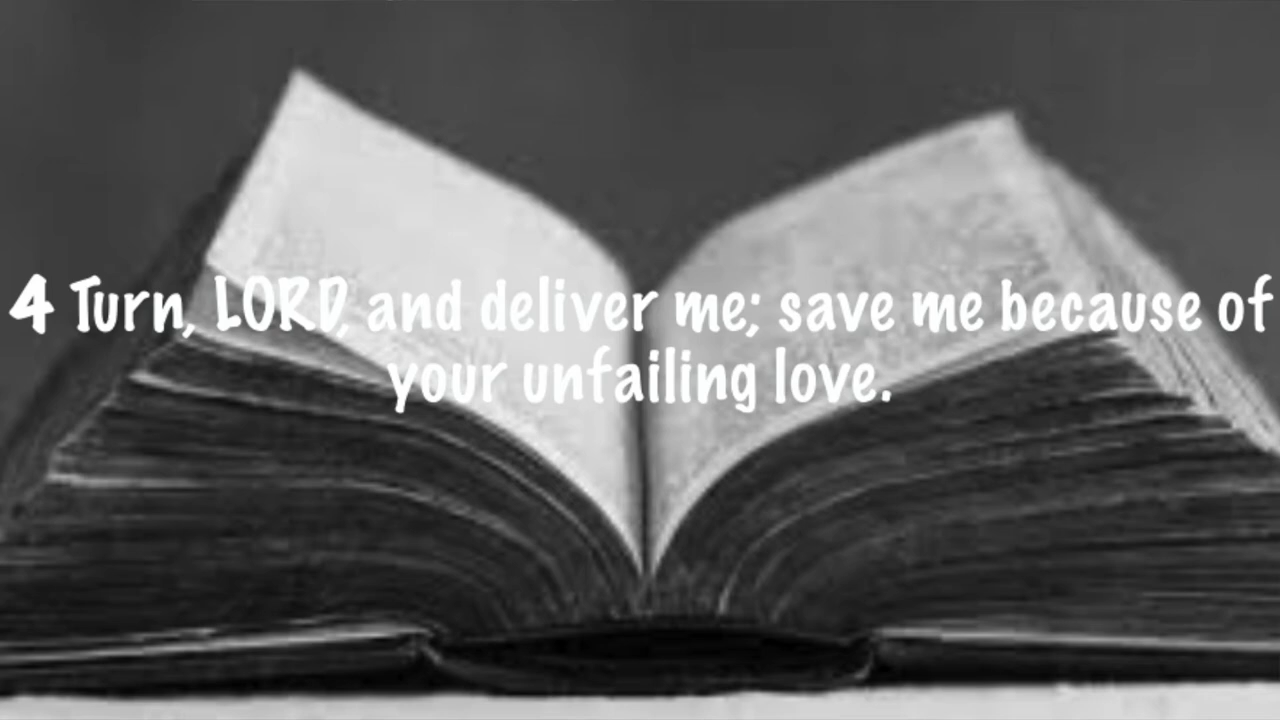 4 Turn, LORD, and deliver me; save me because of
your unfailing love.